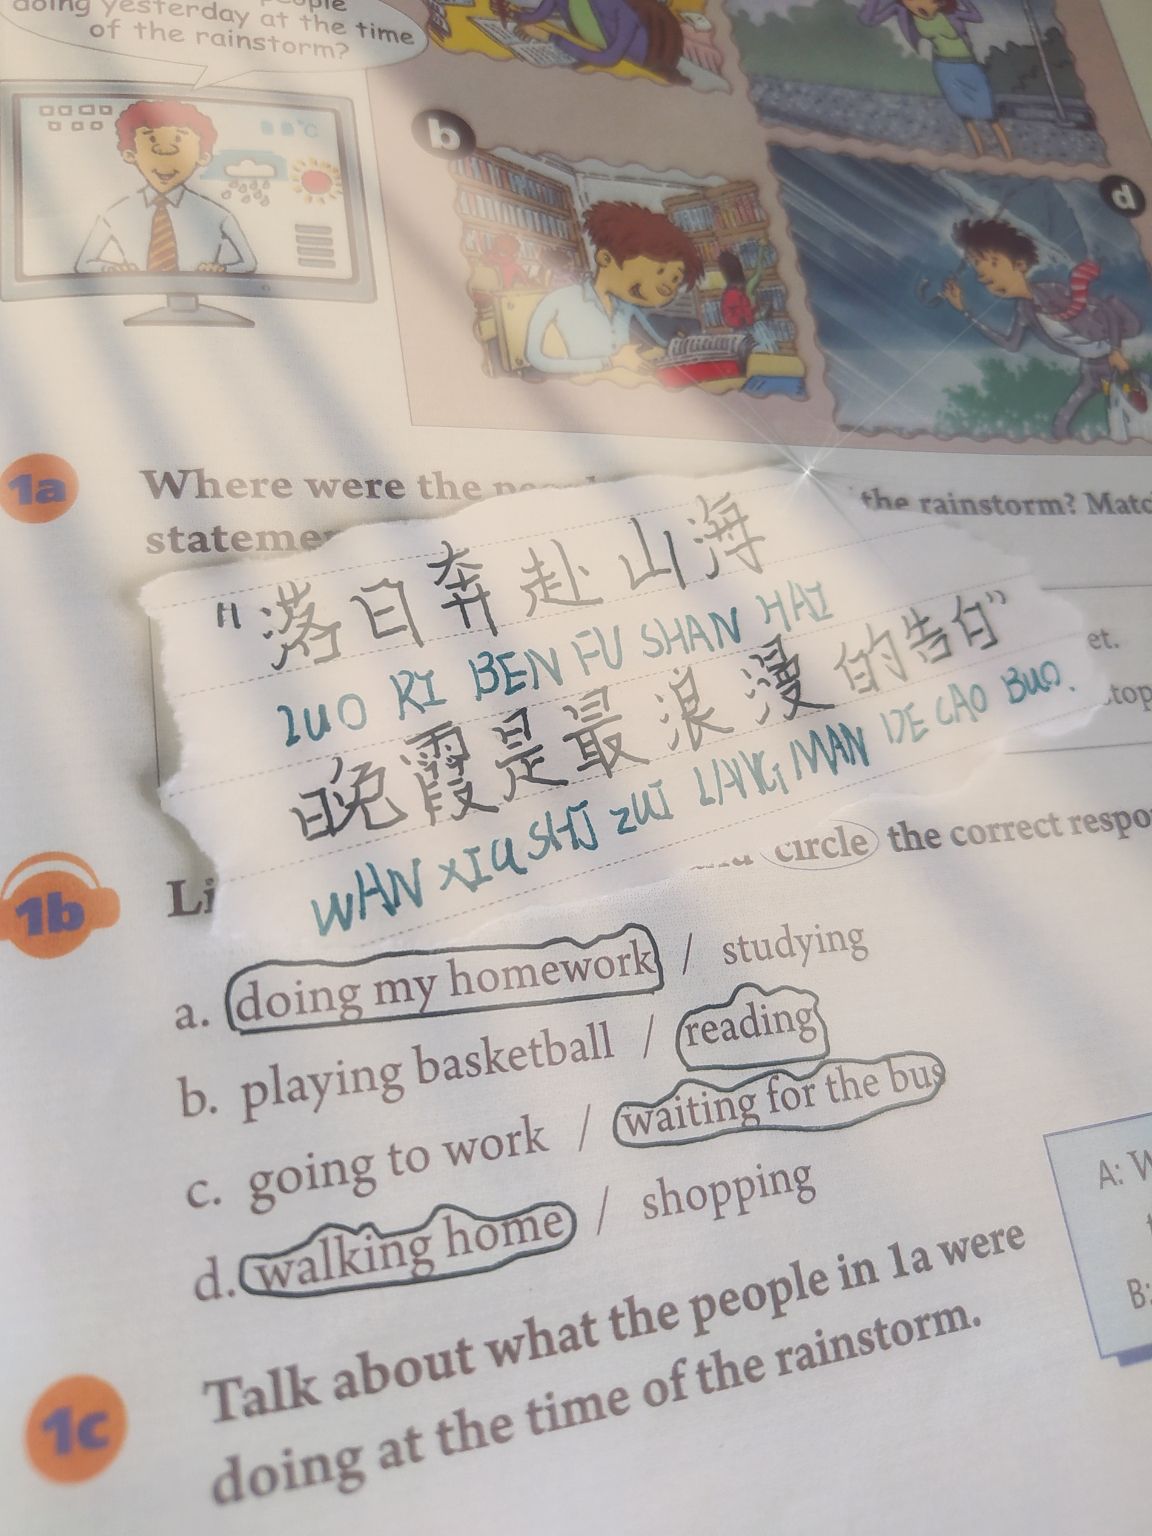 doing yesterday at the time
of the rainstorm?
b
d
1a
Where were the
the rainstorm? Matc
“落日奔赴山海
LUO RI BEN FU SHAN HAI
晚霞是最浪漫的告白”
WAN XIA SHI ZUI LANG MAN DE CAO BUO.
et.
1b
circle the correct respo
a. doing my homework / studying
b. playing basketball / reading
c. going to work / waiting for the bus
d. walking home / shopping
1c
Talk about what the people in 1a were
doing at the time of the rainstorm.
A: W
B: